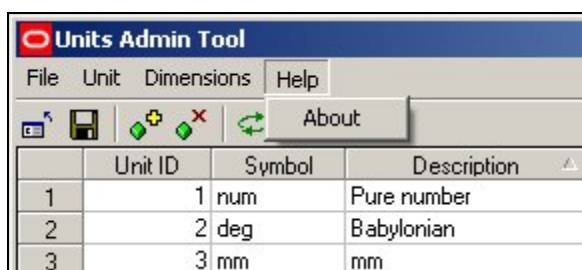 Units Admin Tool
File Unit Dimensions Help
About
Unit ID Symbol Description
1 1 num Pure number
2 2 deg Babylonian
3 3 mm mm